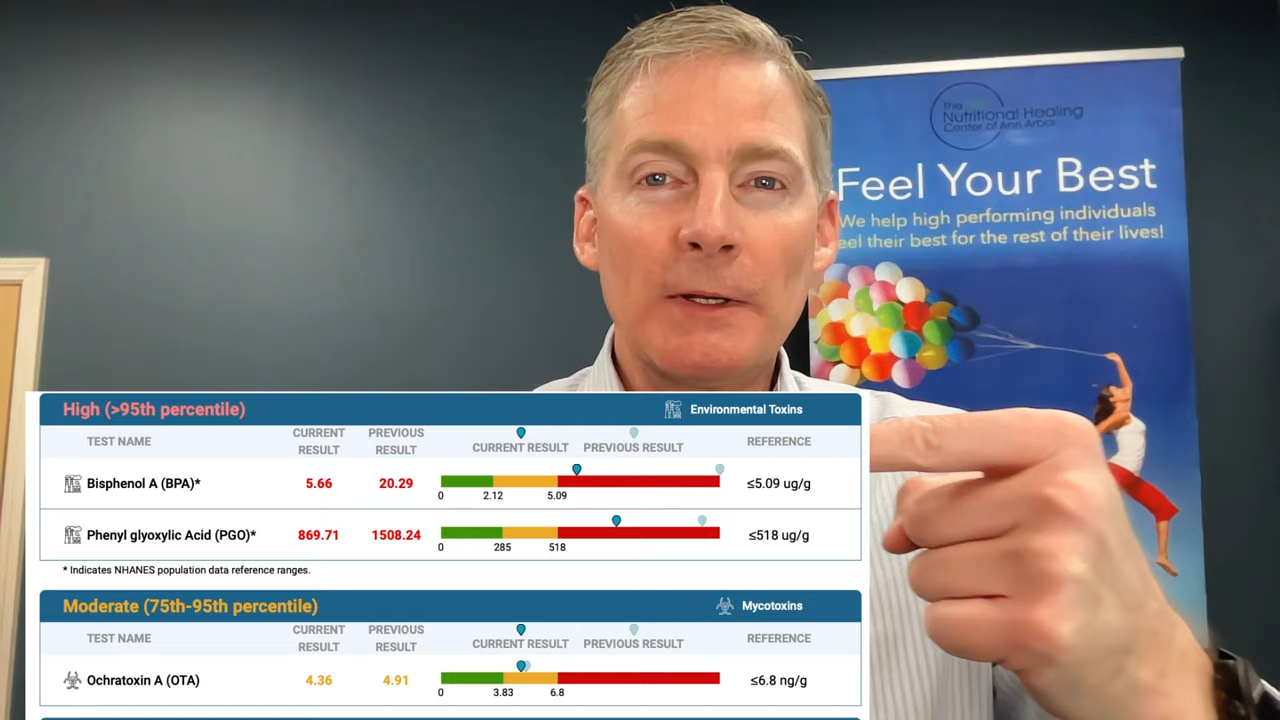 The
Nutritional Healing
Center of Ann Arbor
Feel Your Best
We help high performing individuals
eel their best for the rest of their lives!
High (>95th percentile) Environmental Toxins
TEST NAME CURRENT RESULT PREVIOUS RESULT CURRENT RESULT PREVIOUS RESULT REFERENCE
Bisphenol A (BPA)* 5.66 20.29 ≤5.09 ug/g
0 2.12 5.09
Phenyl glyoxylic Acid (PGO)* 869.71 1508.24 ≤518 ug/g
0 285 518
* Indicates NHANES population data reference ranges.
Moderate (75th-95th percentile) Mycotoxins
TEST NAME CURRENT RESULT PREVIOUS RESULT CURRENT RESULT PREVIOUS RESULT REFERENCE
Ochratoxin A (OTA) 4.36 4.91 ≤6.8 ng/g
0 3.83 6.8